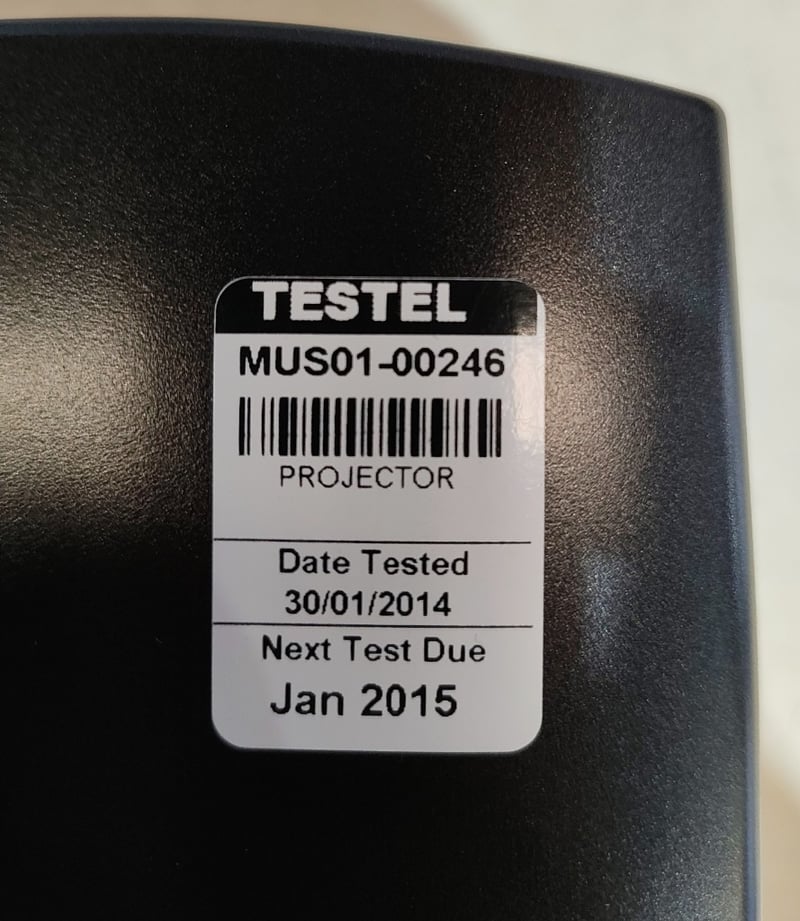 TESTEL
MUS01-00246
PROJECTOR
Date Tested
30/01/2014
Next Test Due
Jan 2015